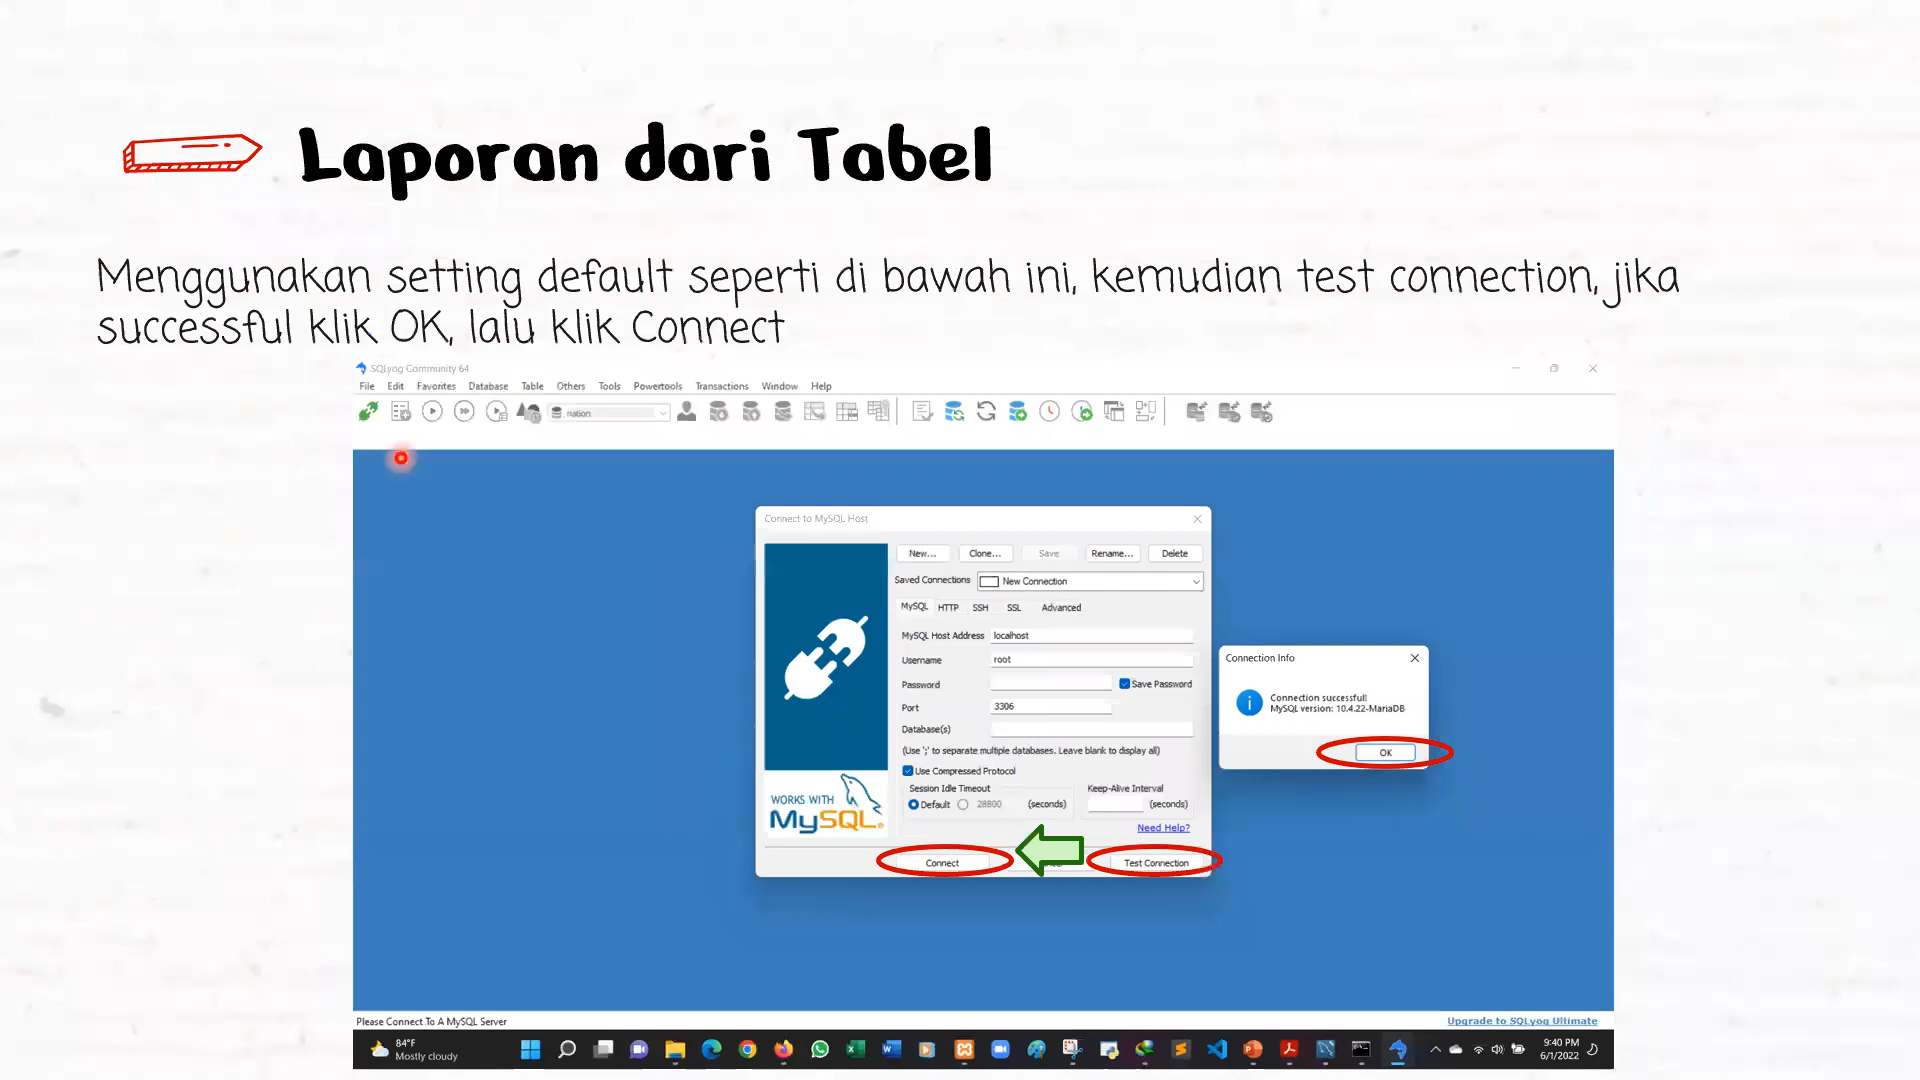 Laporan dari Tabel
Menggunakan setting default seperti di bawah ini, kemudian test connection, jika
successful klik OK, lalu klik Connect
SQLyog Community 64
File Edit Favorites Database Table Others Tools Powertools Transactions Window Help
nation
Connect to MySQL Host
New... Clone... Save Rename... Delete
Saved Connections New Connection
MySQL HTTP SSH SSL Advanced
MySQL Host Address localhost
Username root
Password Save Password
Port 3306
Database(s)
(Use ';' to separate multiple databases. Leave blank to display all)
Use Compressed Protocol
Session Idle Timeout Keep-Alive Interval
Default 28800 (seconds) (seconds)
Need Help?
WORKS WITH
MySQL
Connect Test Connection
Connection Info
Connection successful!
MySQL version: 10.4.22-MariaDB
OK
Please Connect To A MySQL Server
Upgrade to SQLyog Ultimate
84°F
Mostly cloudy
9:40 PM
6/1/2022